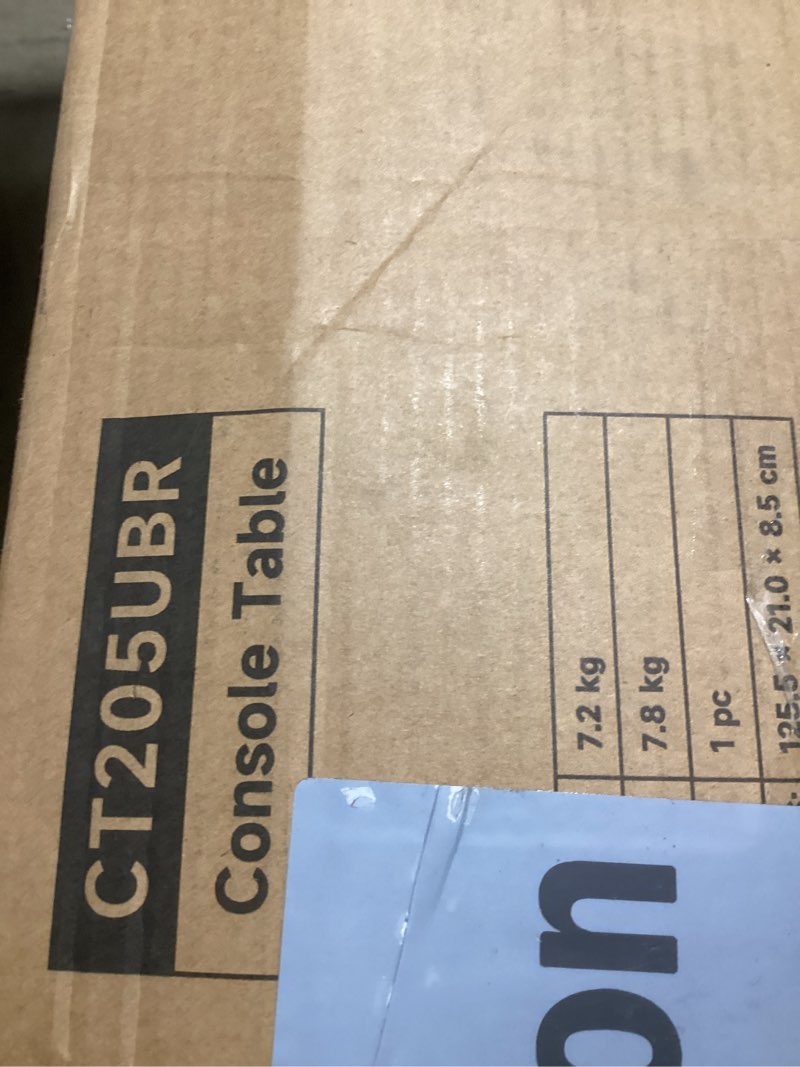 CT205UBR
Console Table
7.2 kg
7.8 kg
1 pc
125.5 × 21.0 × 8.5 cm
on